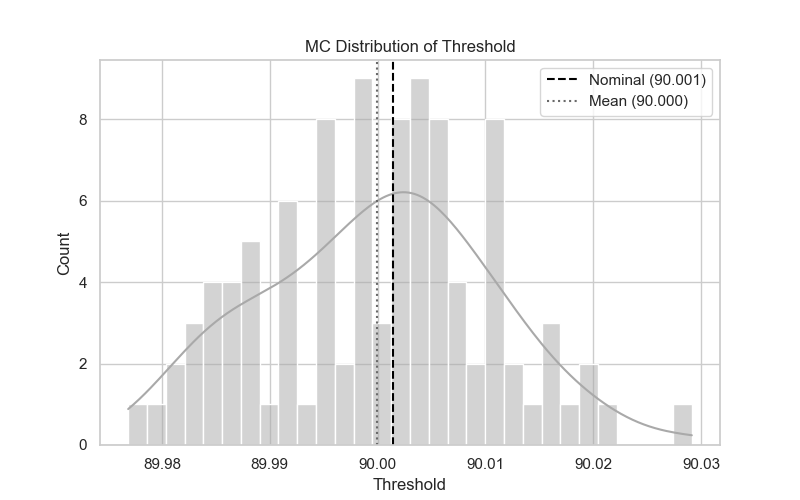 MC Distribution of Threshold
Nominal (90.001)
Mean (90.000)
8
6
4
2
0
Count
89.98 89.99 90.00 90.01 90.02 90.03
Threshold